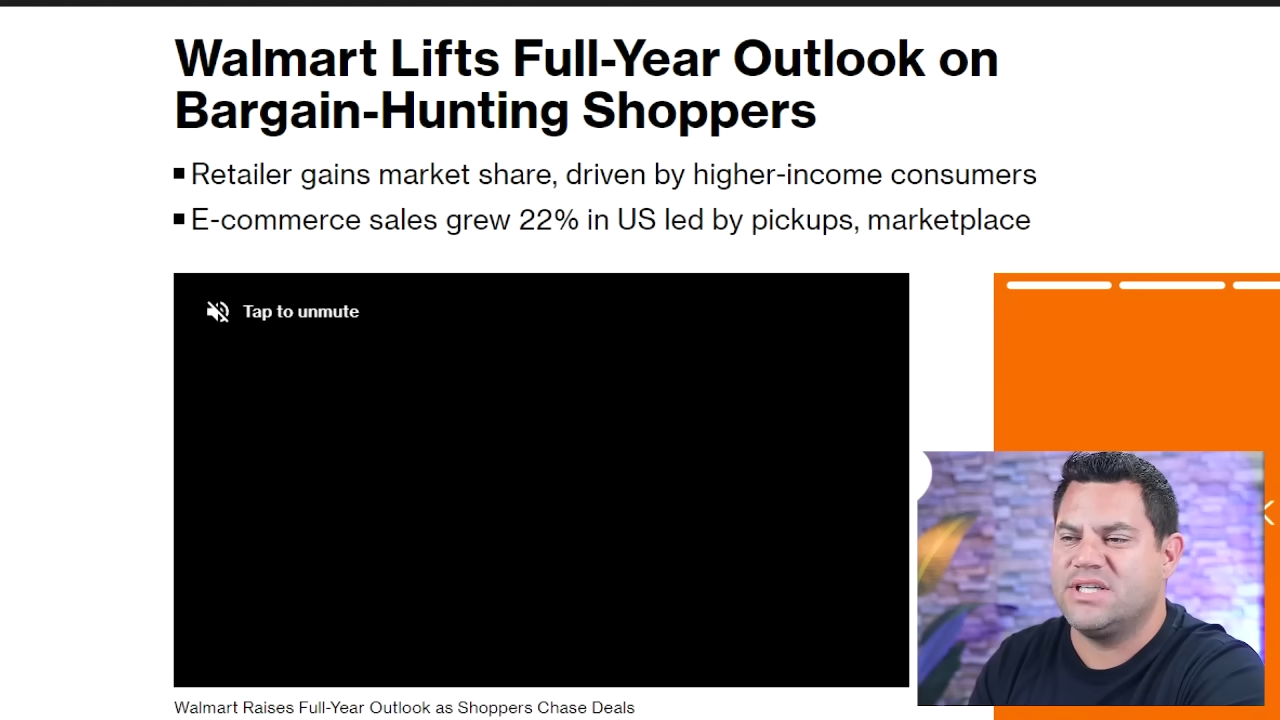 Walmart Lifts Full-Year Outlook on
Bargain-Hunting Shoppers
Retailer gains market share, driven by higher-income consumers
E-commerce sales grew 22% in US led by pickups, marketplace
Tap to unmute
Walmart Raises Full-Year Outlook as Shoppers Chase Deals